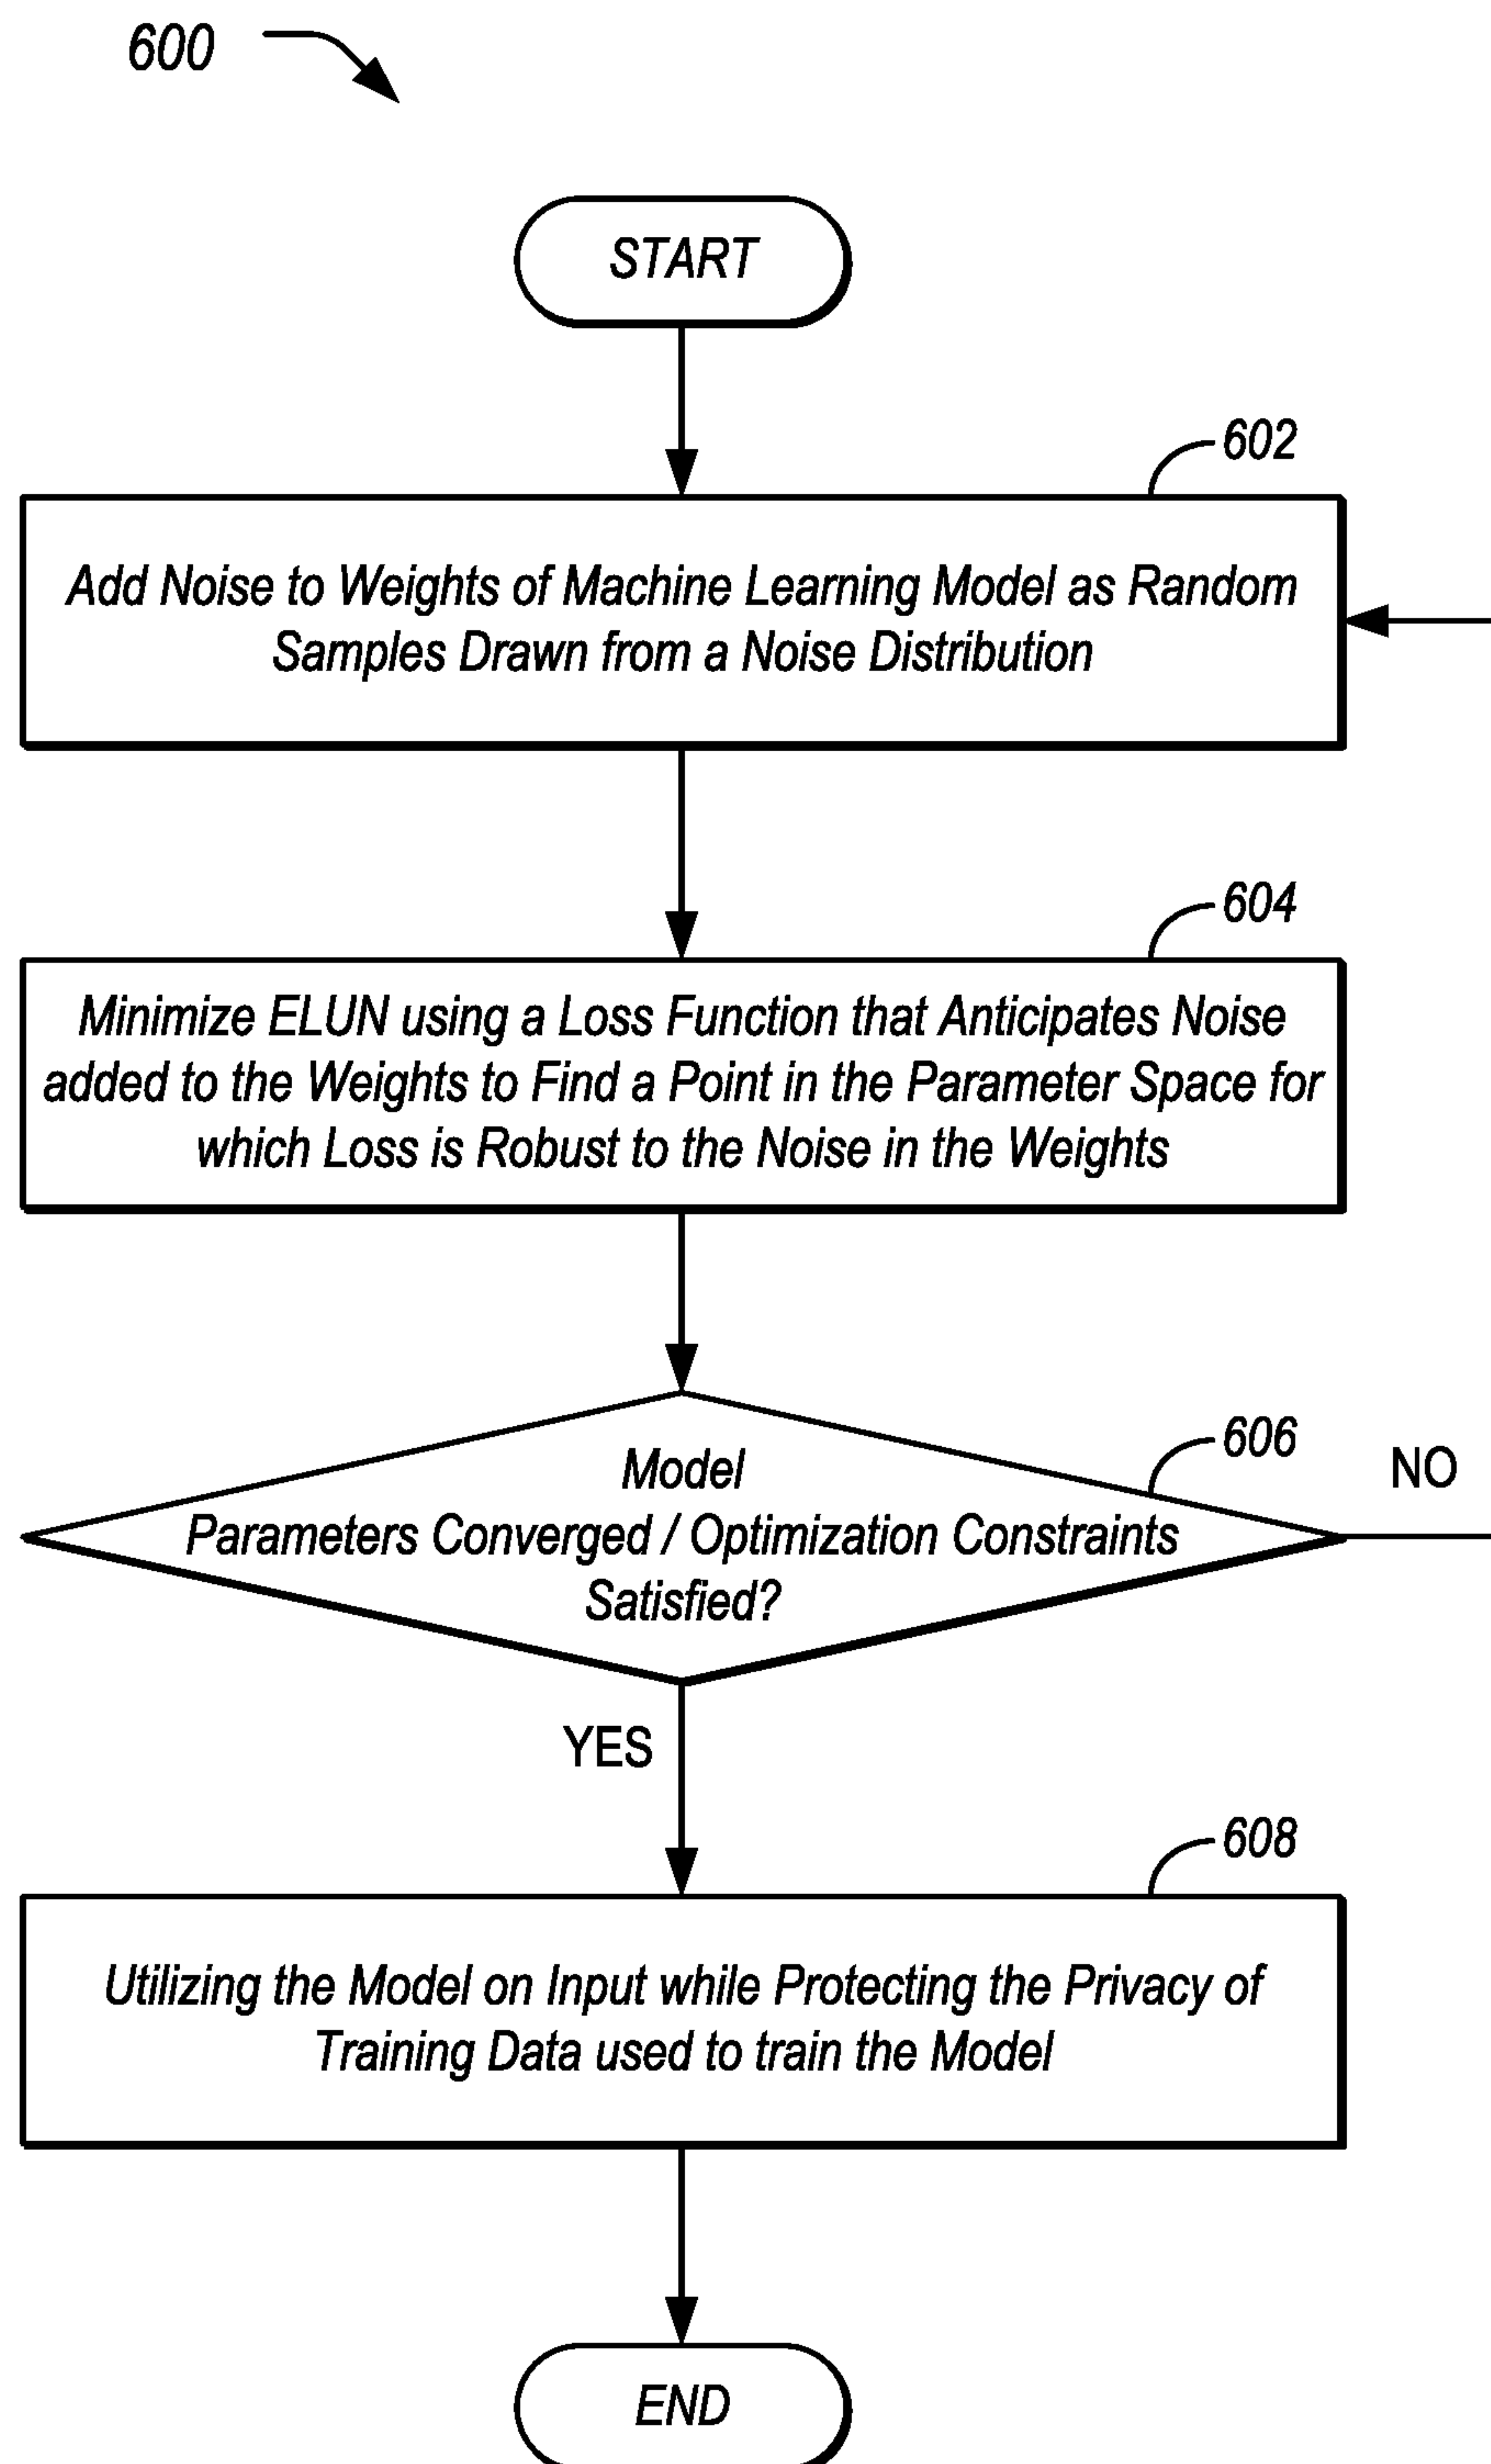 600
START
602
Add Noise to Weights of Machine Learning Model as Random
Samples Drawn from a Noise Distribution
604
Minimize ELUN using a Loss Function that Anticipates Noise
added to the Weights to Find a Point in the Parameter Space for
which Loss is Robust to the Noise in the Weights
606
Model
Parameters Converged / Optimization Constraints
Satisfied?
NO
YES
608
Utilizing the Model on Input while Protecting the Privacy of
Training Data used to train the Model
END